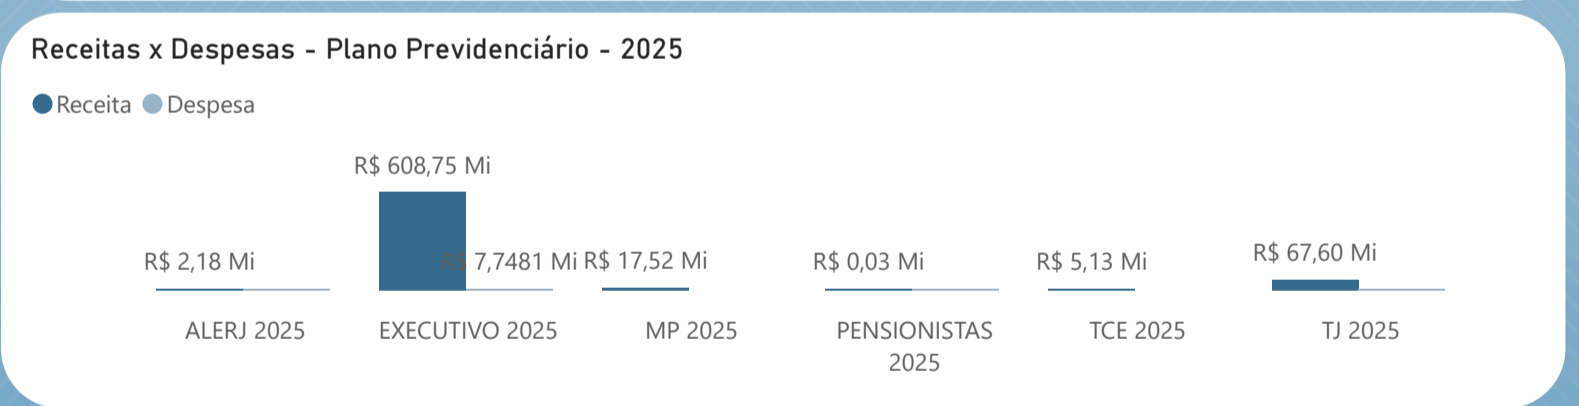 Receitas x Despesas - Plano Previdenciário - 2025
Receita Despesa
R$ 608,75 Mi
R$ 2,18 Mi
R$ 7,7481 Mi
R$ 17,52 Mi
R$ 0,03 Mi
R$ 5,13 Mi
R$ 67,60 Mi
ALERJ 2025
EXECUTIVO 2025
MP 2025
PENSIONISTAS
2025
TCE 2025
TJ 2025